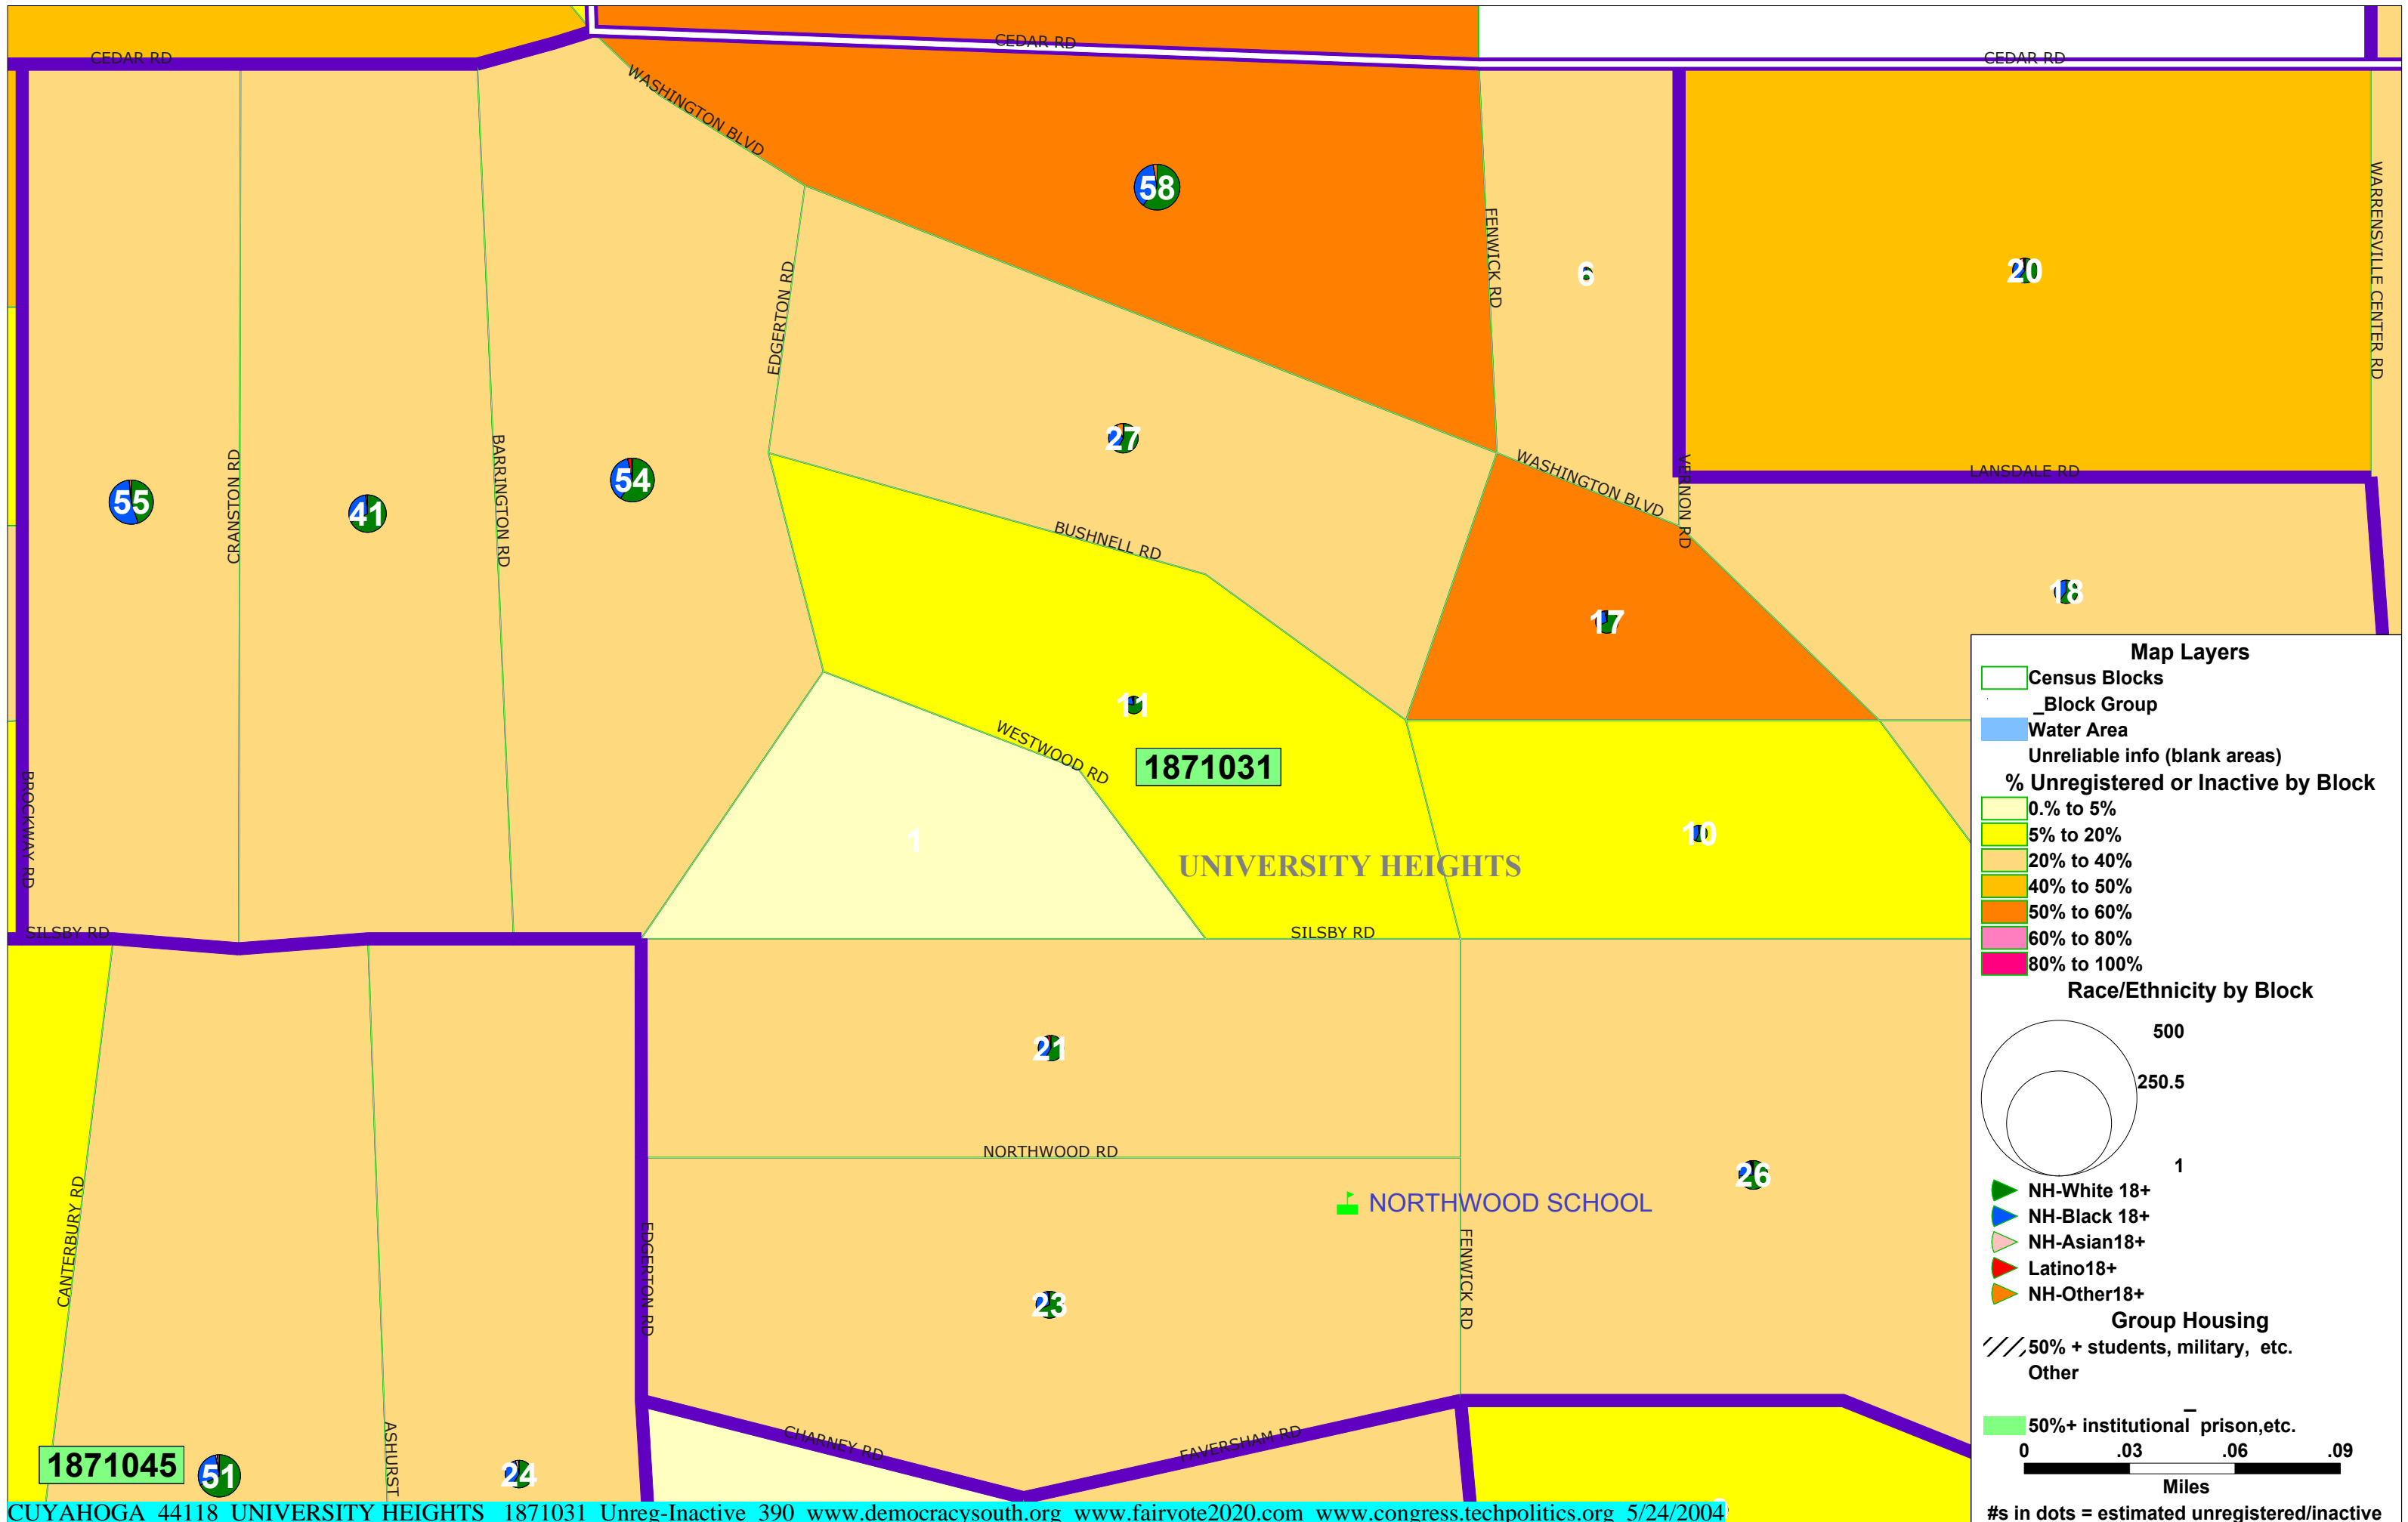 CEDAR RD
CEDAR RD
CEDAR RD
WASHINGTON BLVD
58
FENWICK RD
6
20
WARRENSVILLE CENTER RD
EDGERTON RD
27
WASHINGTON BLVD
VERNON RD
LANSDALE RD
55
CRANSTON RD
41
BARRINGTON RD
54
BUSHNELL RD
17
18
11
WESTWOOD RD
1871031
BROCKWAY RD
1
UNIVERSITY HEIGHTS
10
SILSBY RD
SILSBY RD
21
NORTHWOOD RD
NORTHWOOD SCHOOL
26
CANTERBURY RD
EDGERTON RD
FENWICK RD
23
ASHURST
CHARNEY RD
FAVERSHAM RD
1871045
51
24
Map Layers
Census Blocks
_Block Group
Water Area
Unreliable info (blank areas)
% Unregistered or Inactive by Block
0.% to 5%
5% to 20%
20% to 40%
40% to 50%
50% to 60%
60% to 80%
80% to 100%
Race/Ethnicity by Block
500
250.5
1
NH-White 18+
NH-Black 18+
NH-Asian18+
Latino18+
NH-Other18+
Group Housing
50% + students, military, etc.
Other
_
50%+ institutional prison,etc.
0 .03 .06 .09
Miles
#s in dots = estimated unregistered/inactive
CUYAHOGA 44118 UNIVERSITY HEIGHTS 1871031 Unreg-Inactive 390 www.democracysouth.org www.fairvote2020.com www.congress.techpolitics.org 5/24/2004